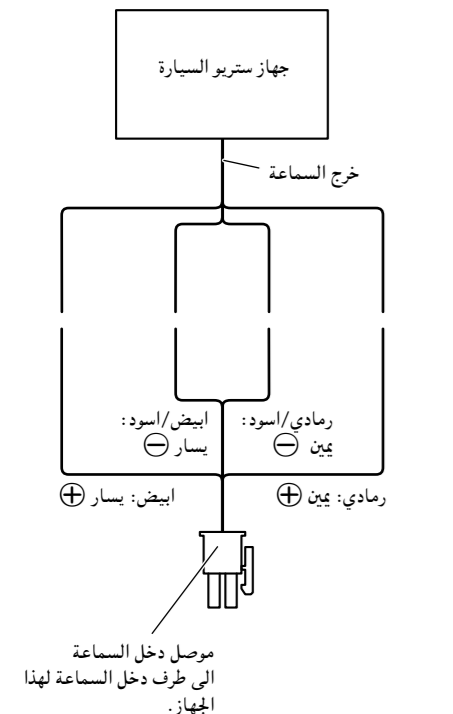 جهاز ستريو السيارة
خرج السماعة
رمادي/اسود:
يمين ⊖
ابيض/اسود:
يسار ⊖
رمادي: يمين ⊕
ابيض: يسار ⊕
موصل دخل السماعة
الى طرف دخل السماعة لهذا
الجهاز.